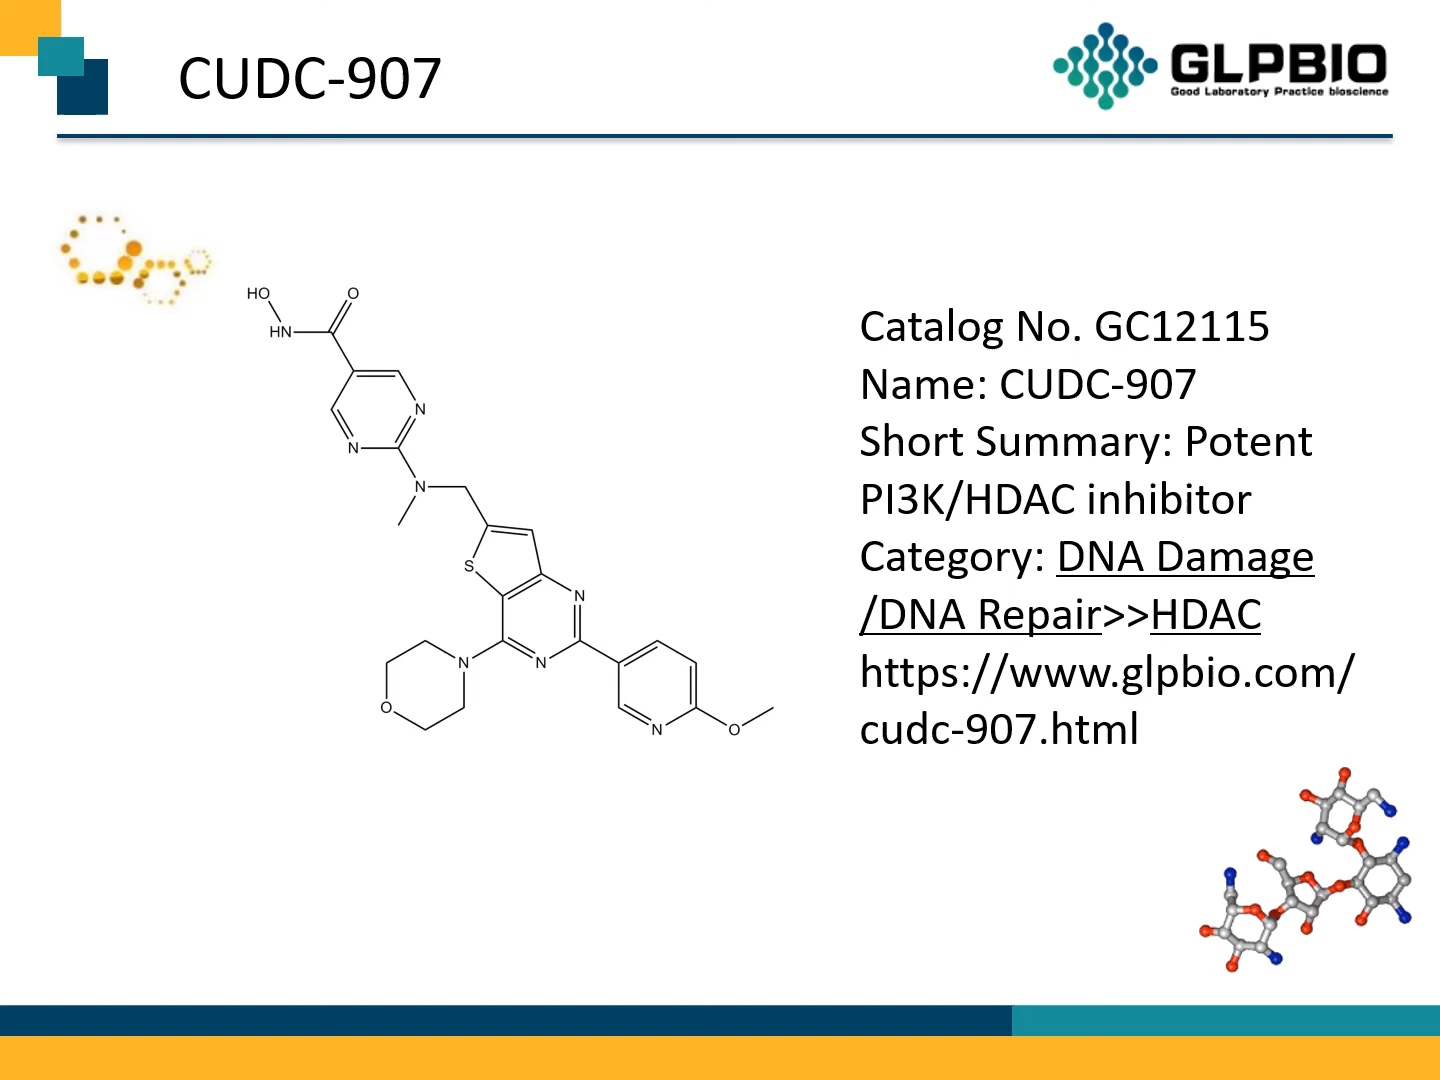 CUDC-907
GLPBIO
Good Laboratory Practice bioscience
HO
O
HN
N
N
N
S
N
N
N
O
N
O
Catalog No. GC12115
Name: CUDC-907
Short Summary: Potent
PI3K/HDAC inhibitor
Category: DNA Damage
/DNA Repair>>HDAC
https://www.glpbio.com/
cudc-907.html